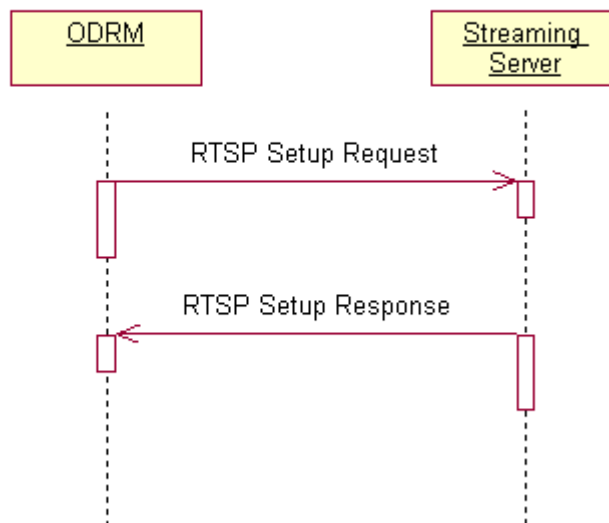 ODRM
Streaming
Server
RTSP Setup Request
RTSP Setup Response